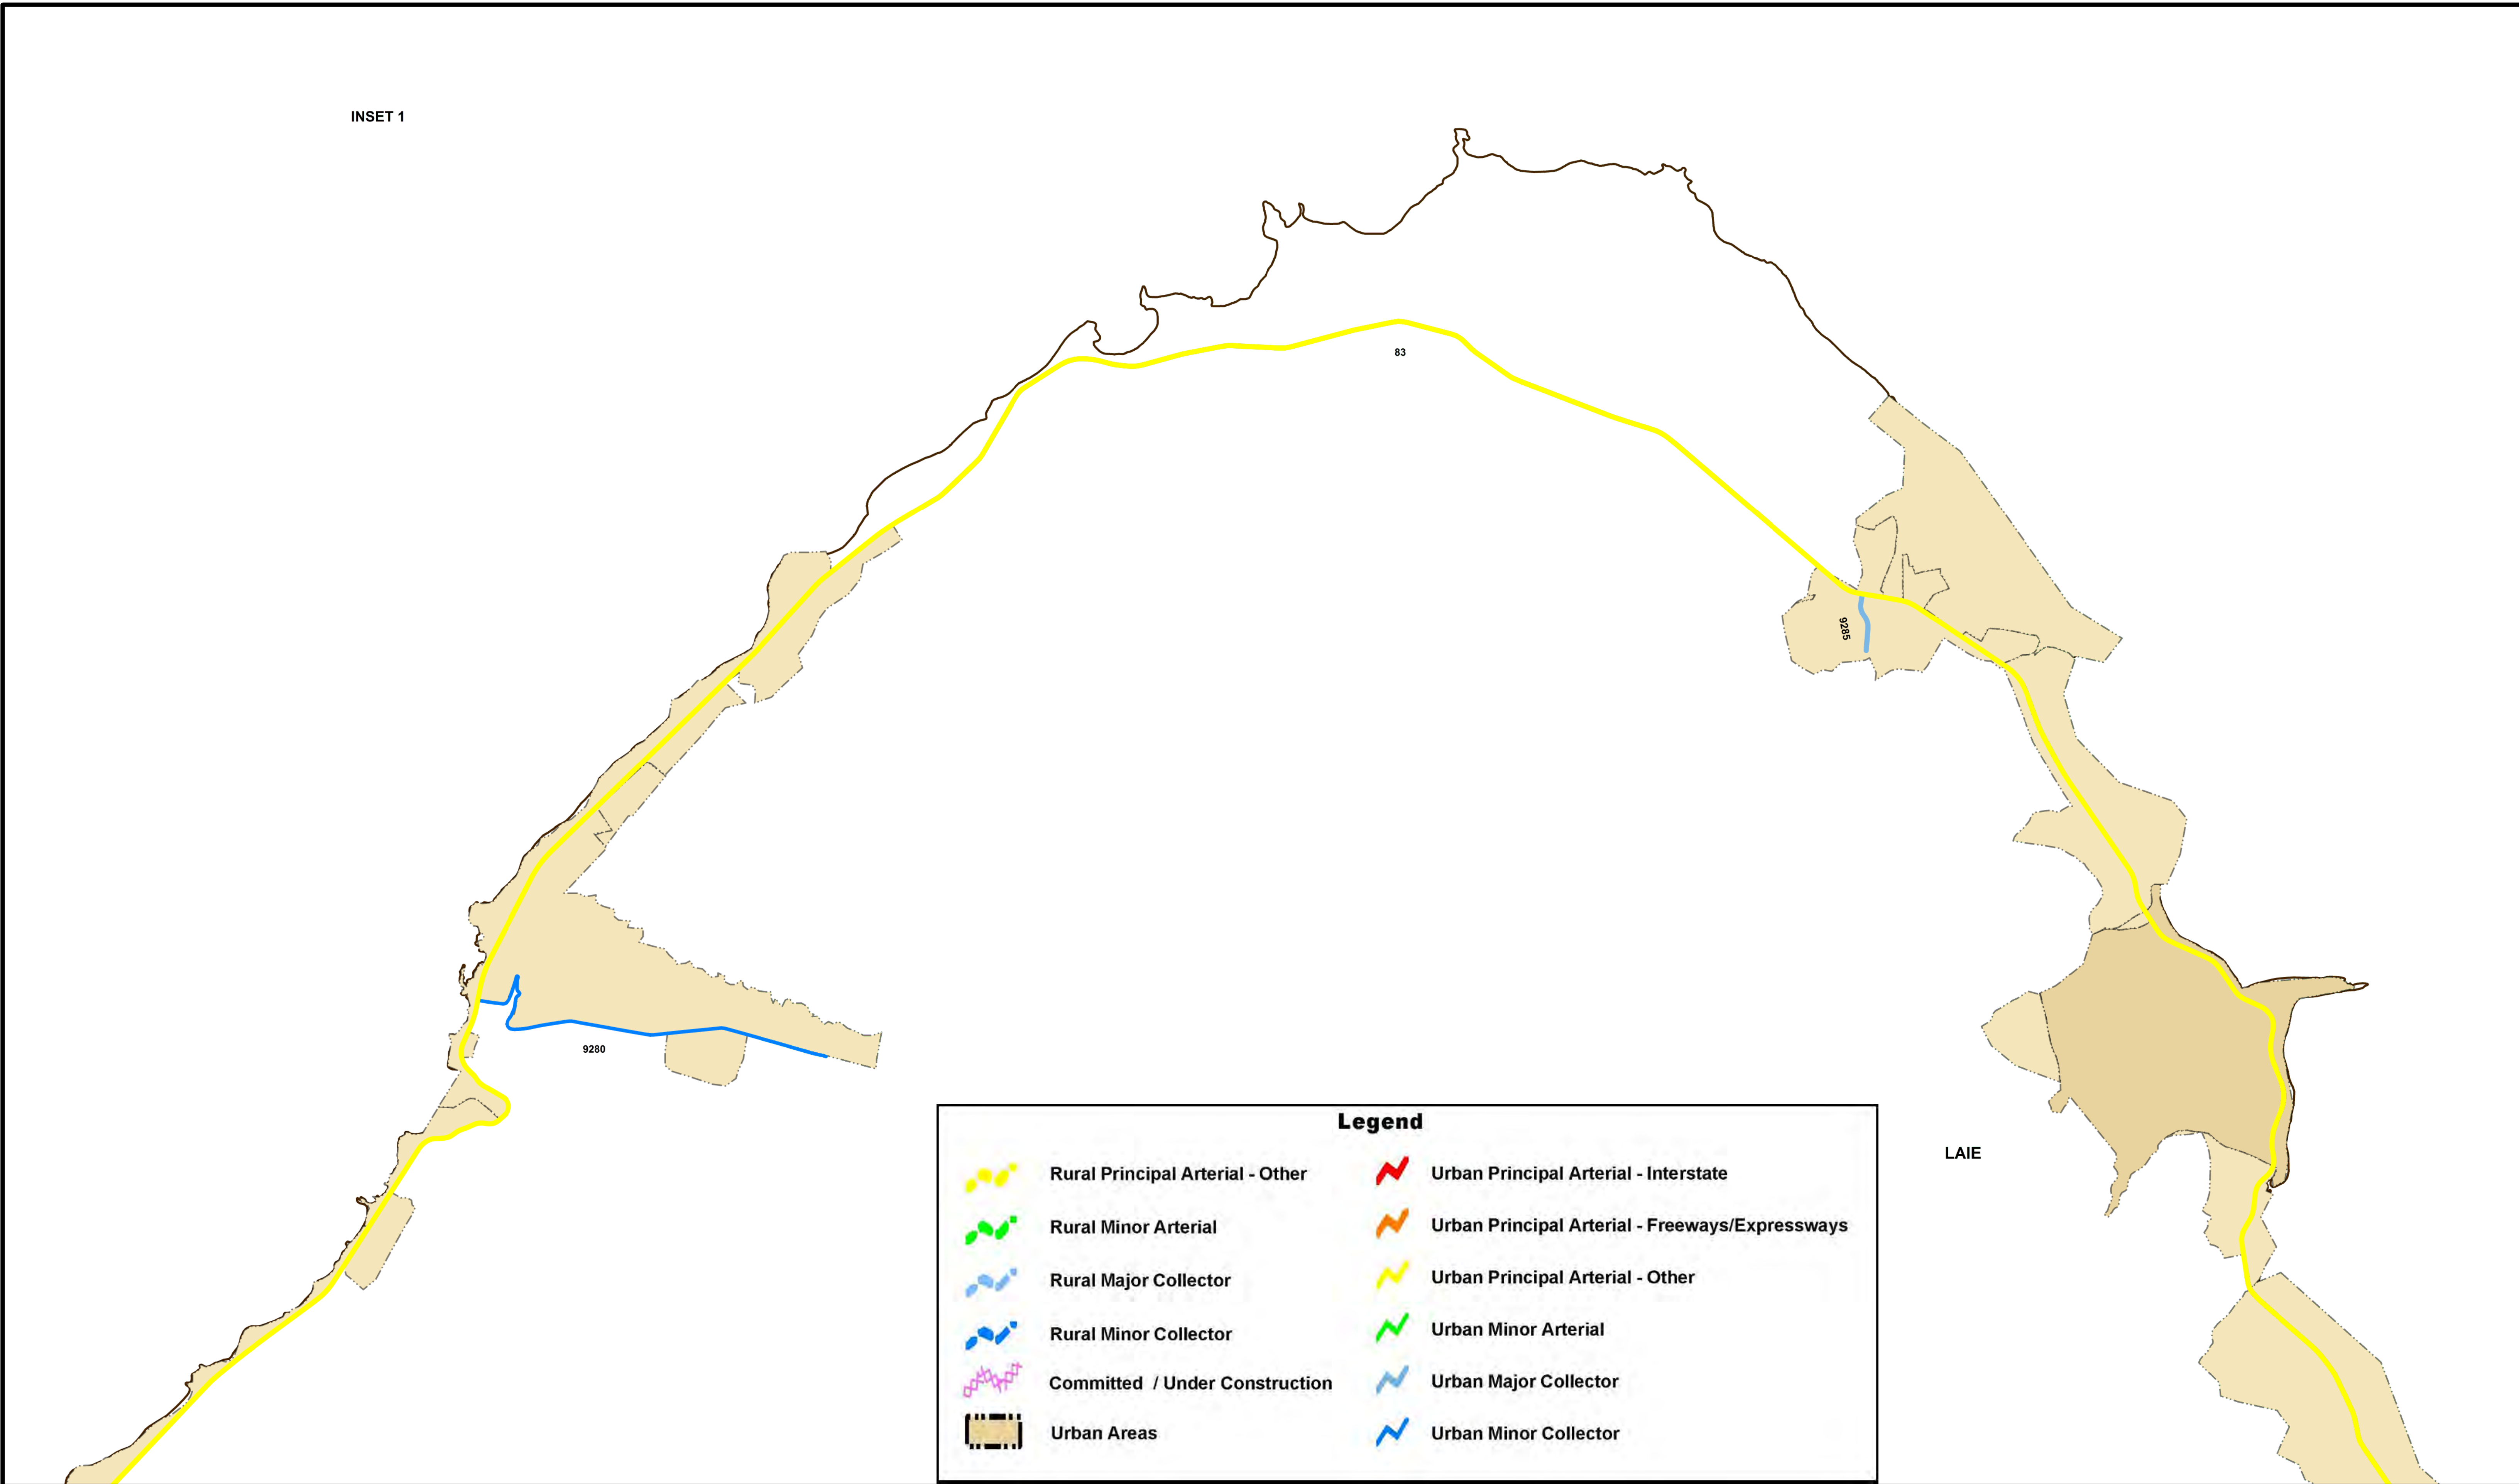 INSET 1
83
9285
9280
LAIE
Legend
Rural Principal Arterial - Other
Rural Minor Arterial
Rural Major Collector
Rural Minor Collector
Committed / Under Construction
Urban Areas
Urban Principal Arterial - Interstate
Urban Principal Arterial - Freeways/Expressways
Urban Principal Arterial - Other
Urban Minor Arterial
Urban Major Collector
Urban Minor Collector